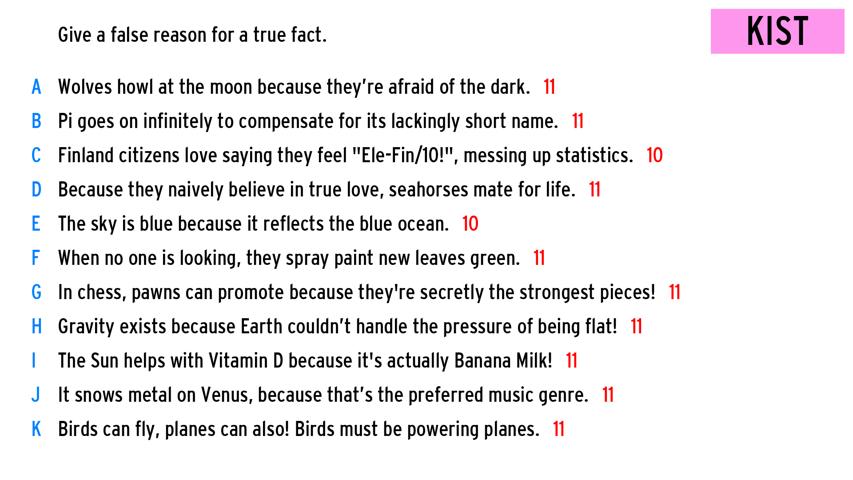 Give a false reason for a true fact.
KIST
A Wolves howl at the moon because they’re afraid of the dark. 11
B Pi goes on infinitely to compensate for its lackingly short name. 11
C Finland citizens love saying they feel "Ele-Fin/10!", messing up statistics. 10
D Because they naively believe in true love, seahorses mate for life. 11
E The sky is blue because it reflects the blue ocean. 10
F When no one is looking, they spray paint new leaves green. 11
G In chess, pawns can promote because they're secretly the strongest pieces! 11
H Gravity exists because Earth couldn’t handle the pressure of being flat! 11
I The Sun helps with Vitamin D because it's actually Banana Milk! 11
J It snows metal on Venus, because that’s the preferred music genre. 11
K Birds can fly, planes can also! Birds must be powering planes. 11